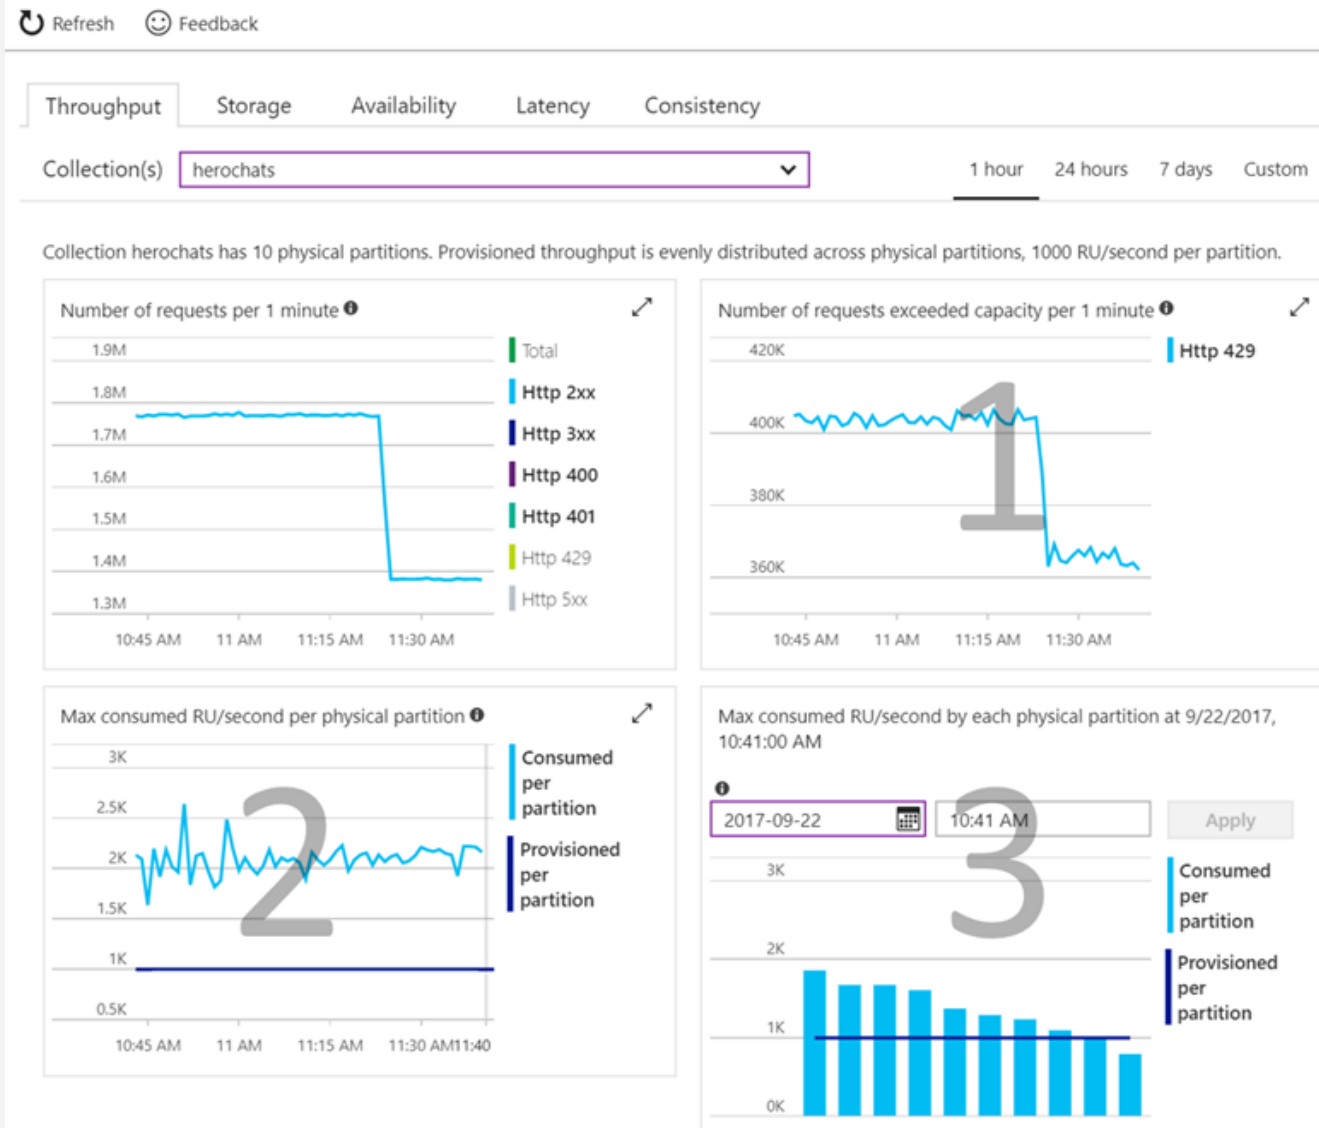 Refresh Feedback
Throughput Storage Availability Latency Consistency
Collection(s) herochats 1 hour 24 hours 7 days Custom
Collection herochats has 10 physical partitions. Provisioned throughput is evenly distributed across physical partitions, 1000 RU/second per partition.
Number of requests per 1 minute
1.9M
1.8M
1.7M
1.6M
1.5M
1.4M
1.3M
10:45 AM 11 AM 11:15 AM 11:30 AM
Total
Http 2xx
Http 3xx
Http 400
Http 401
Http 429
Http 5xx
Number of requests exceeded capacity per 1 minute
420K
400K
380K
360K
10:45 AM 11 AM 11:15 AM 11:30 AM
Http 429
1
Max consumed RU/second per physical partition
3K
2.5K
2K
1.5K
1K
0.5K
10:45 AM 11 AM 11:15 AM 11:30 AM11:40
Consumed
per
partition
Provisioned
per
partition
2
Max consumed RU/second by each physical partition at 9/22/2017,
10:41:00 AM
2017-09-22 10:41 AM Apply
3K
2K
1K
0K
Consumed
per
partition
Provisioned
per
partition
3